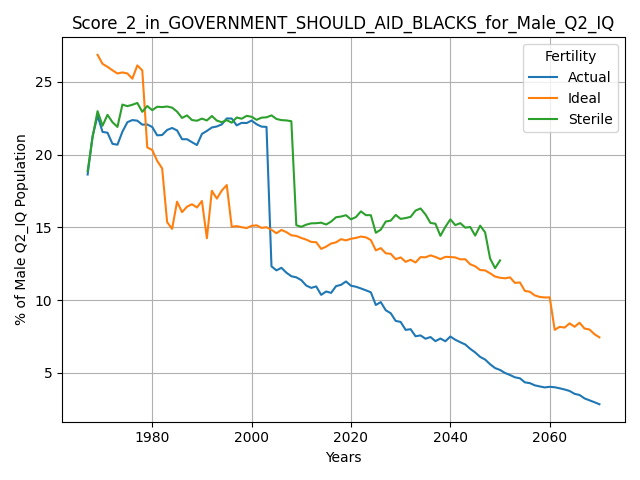 Score_2_in_GOVERNMENT_SHOULD_AID_BLACKS_for_Male_Q2_IQ
Fertility
Actual
Ideal
Sterile
% of Male Q2_IQ Population
25
20
15
10
5
1980
2000
2020
2040
2060
Years